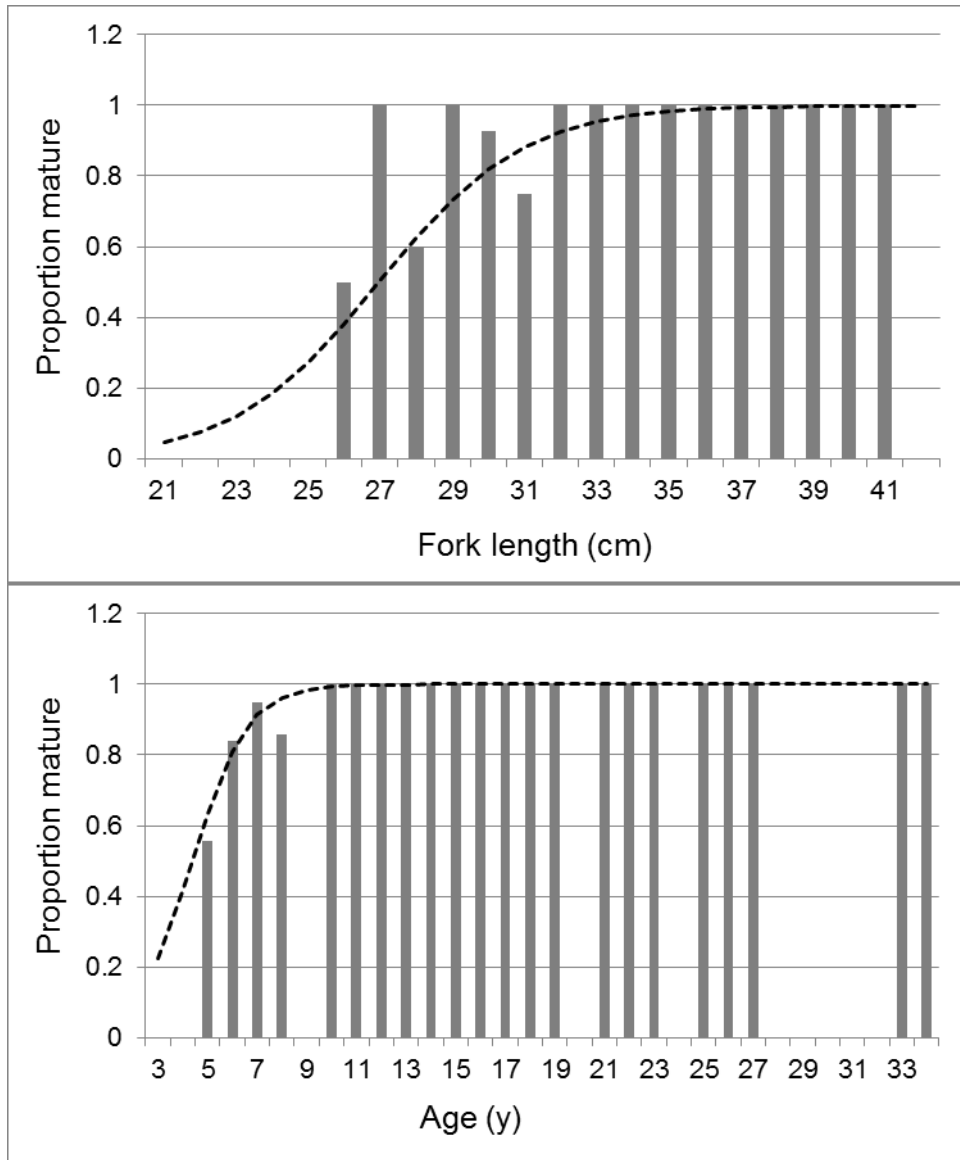 1.2
1
0.8
0.6
0.4
0.2
0
Proportion mature
21 23 25 27 29 31 33 35 37 39 41
Fork length (cm)
1.2
1
0.8
0.6
0.4
0.2
0
Proportion mature
3 5 7 9 11 13 15 17 19 21 23 25 27 29 31 33
Age (y)